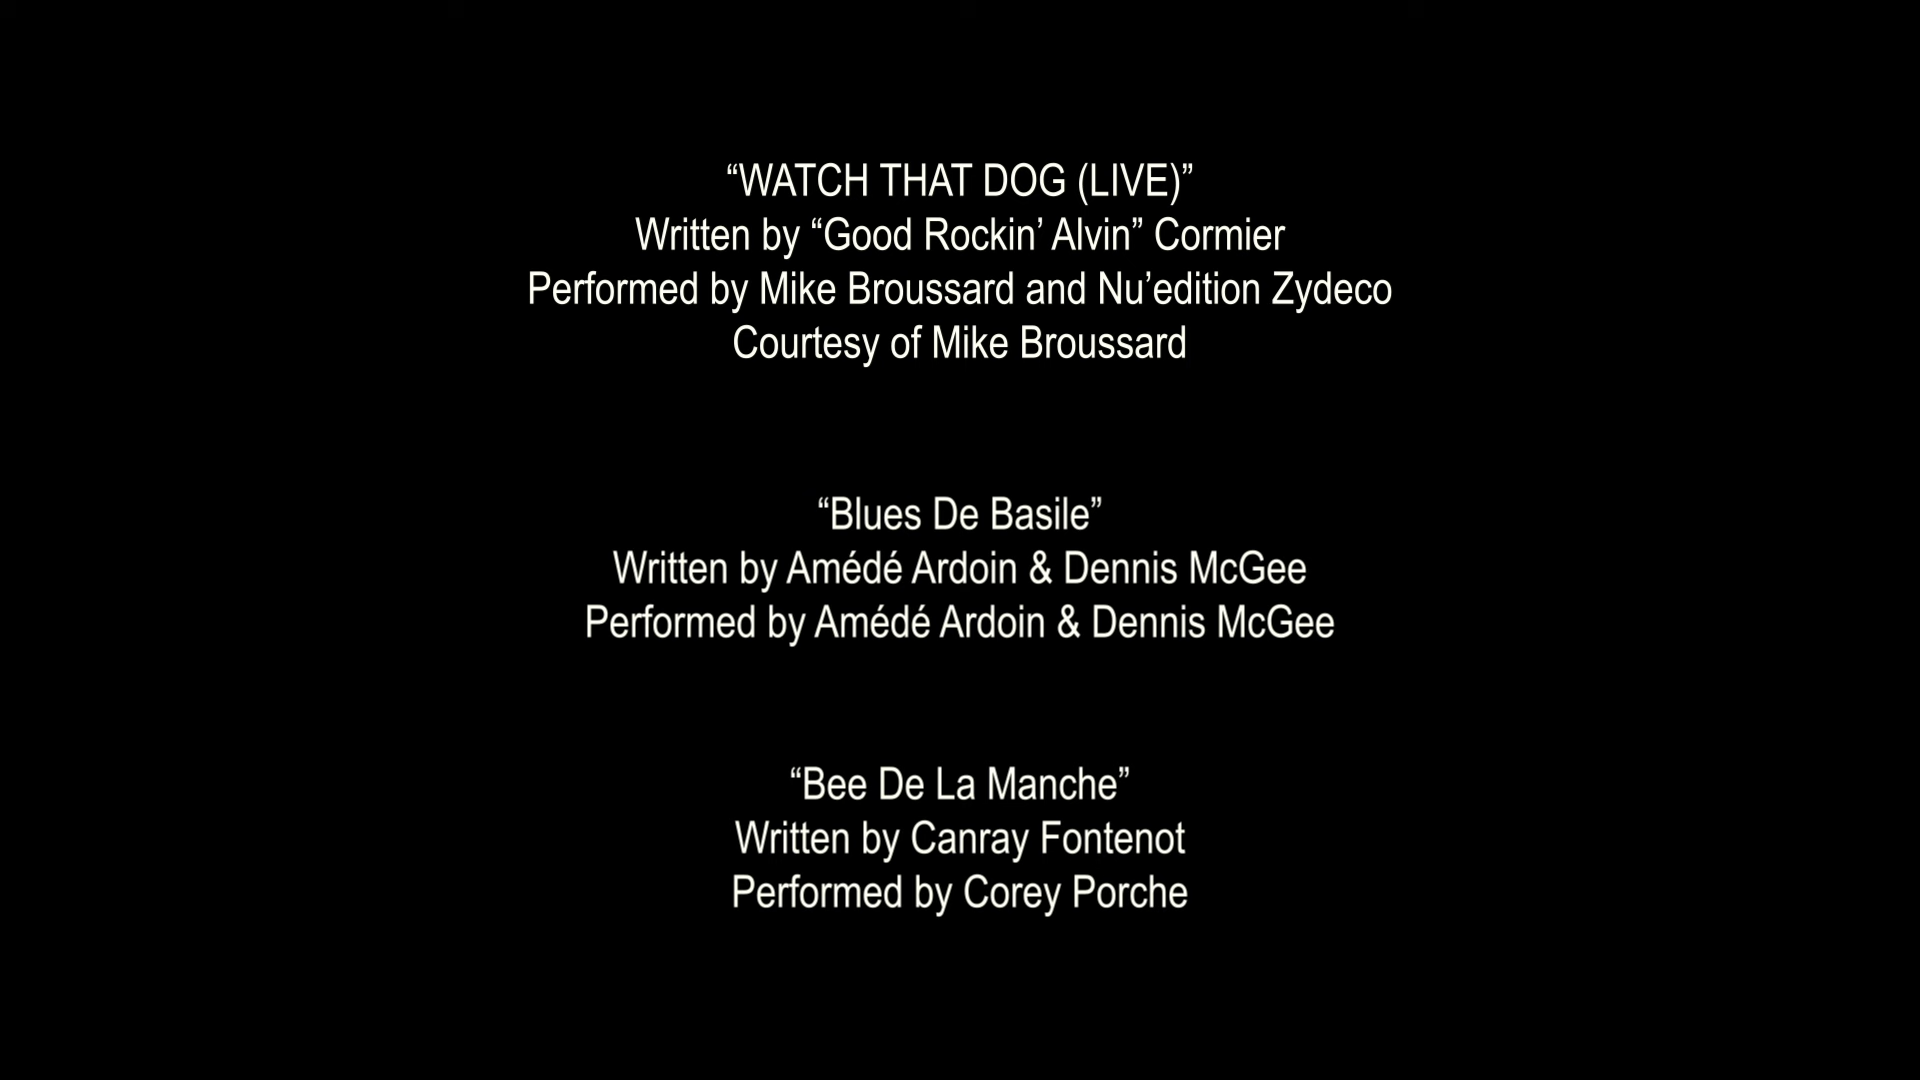 “WATCH THAT DOG (LIVE)”
Written by “Good Rockin’ Alvin” Cormier
Performed by Mike Broussard and Nu’edition Zydeco
Courtesy of Mike Broussard
“Blues De Basile”
Written by Amédé Ardoin & Dennis McGee
Performed by Amédé Ardoin & Dennis McGee
“Bee De La Manche”
Written by Canray Fontenot
Performed by Corey Porche